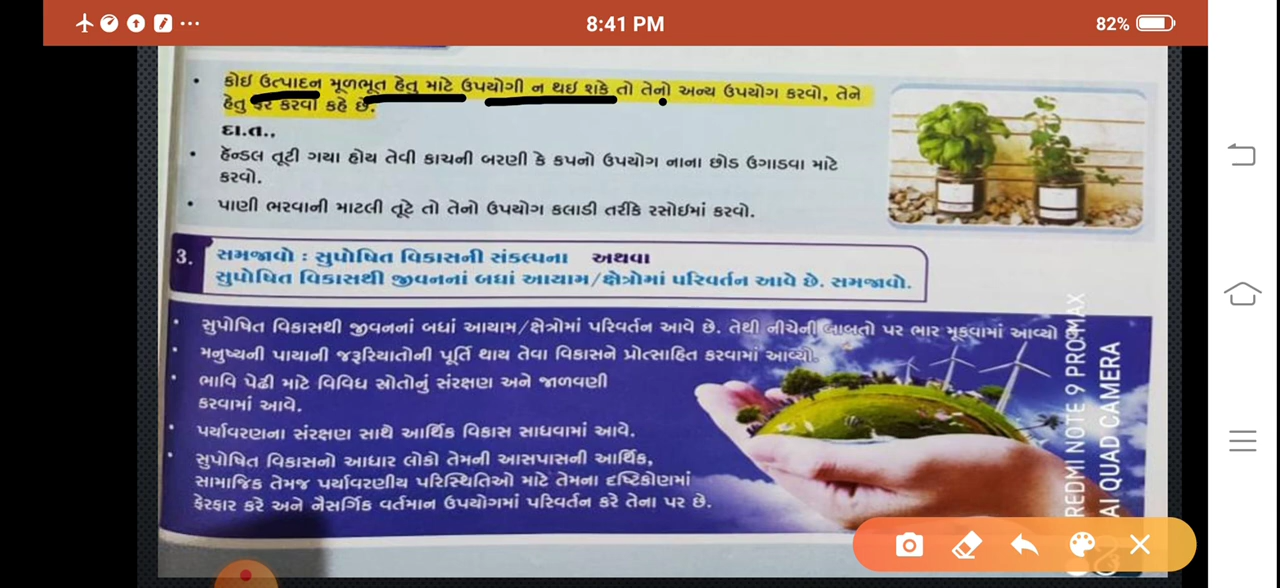 8:41 PM
82%
કોઈ ઉત્પાદન મૂળભૂત હેતુ માટે ઉપયોગી ન થઈ શકે તો તેનો અન્ય ઉપયોગ કરવો, તેને
હેતુ ફેર કરવો કહે છે.
દા.ત.,
હૅન્ડલ તૂટી ગયા હોય તેવી કાચની બરણી કે કપનો ઉપયોગ નાના છોડ ઉગાડવા માટે
કરવો.
પાણી ભરવાની માટલી તૂટે તો તેનો ઉપયોગ કલાડી તરીકે રસોઈમાં કરવો.
3. સમજાવો : સુપોષિત વિકાસની સંકલ્પના અથવા
સુપોષિત વિકાસથી જીવનનાં બધાં આયામ/ક્ષેત્રોમાં પરિવર્તન આવે છે. સમજાવો.
સુપોષિત વિકાસથી જીવનનાં બધાં આયામ/ક્ષેત્રોમાં પરિવર્તન આવે છે. તેથી નીચેની બાબતો પર ભાર મૂકવામાં આવ્યો
મનુષ્યની પાયાની જરૂરિયાતોની પૂર્તિ થાય તેવા વિકાસને પ્રોત્સાહિત કરવામાં આવ્યો.
ભાવિ પેઢી માટે વિવિધ સ્રોતોનું સંરક્ષણ અને જાળવણી
કરવામાં આવે.
પર્યાવરણના સંરક્ષણ સાથે આર્થિક વિકાસ સાધવામાં આવે.
સુપોષિત વિકાસનો આધાર લોકો તેમની આસપાસની આર્થિક,
સામાજિક તેમજ પર્યાવરણીય પરિસ્થિતિઓ માટે તેમના દૃષ્ટિકોણમાં
ફેરફાર કરે અને નૈસર્ગિક વર્તમાન ઉપયોગમાં પરિવર્તન કરે તેના પર છે.
REDMI NOTE 9 PRO MAX
AI QUAD CAMERA